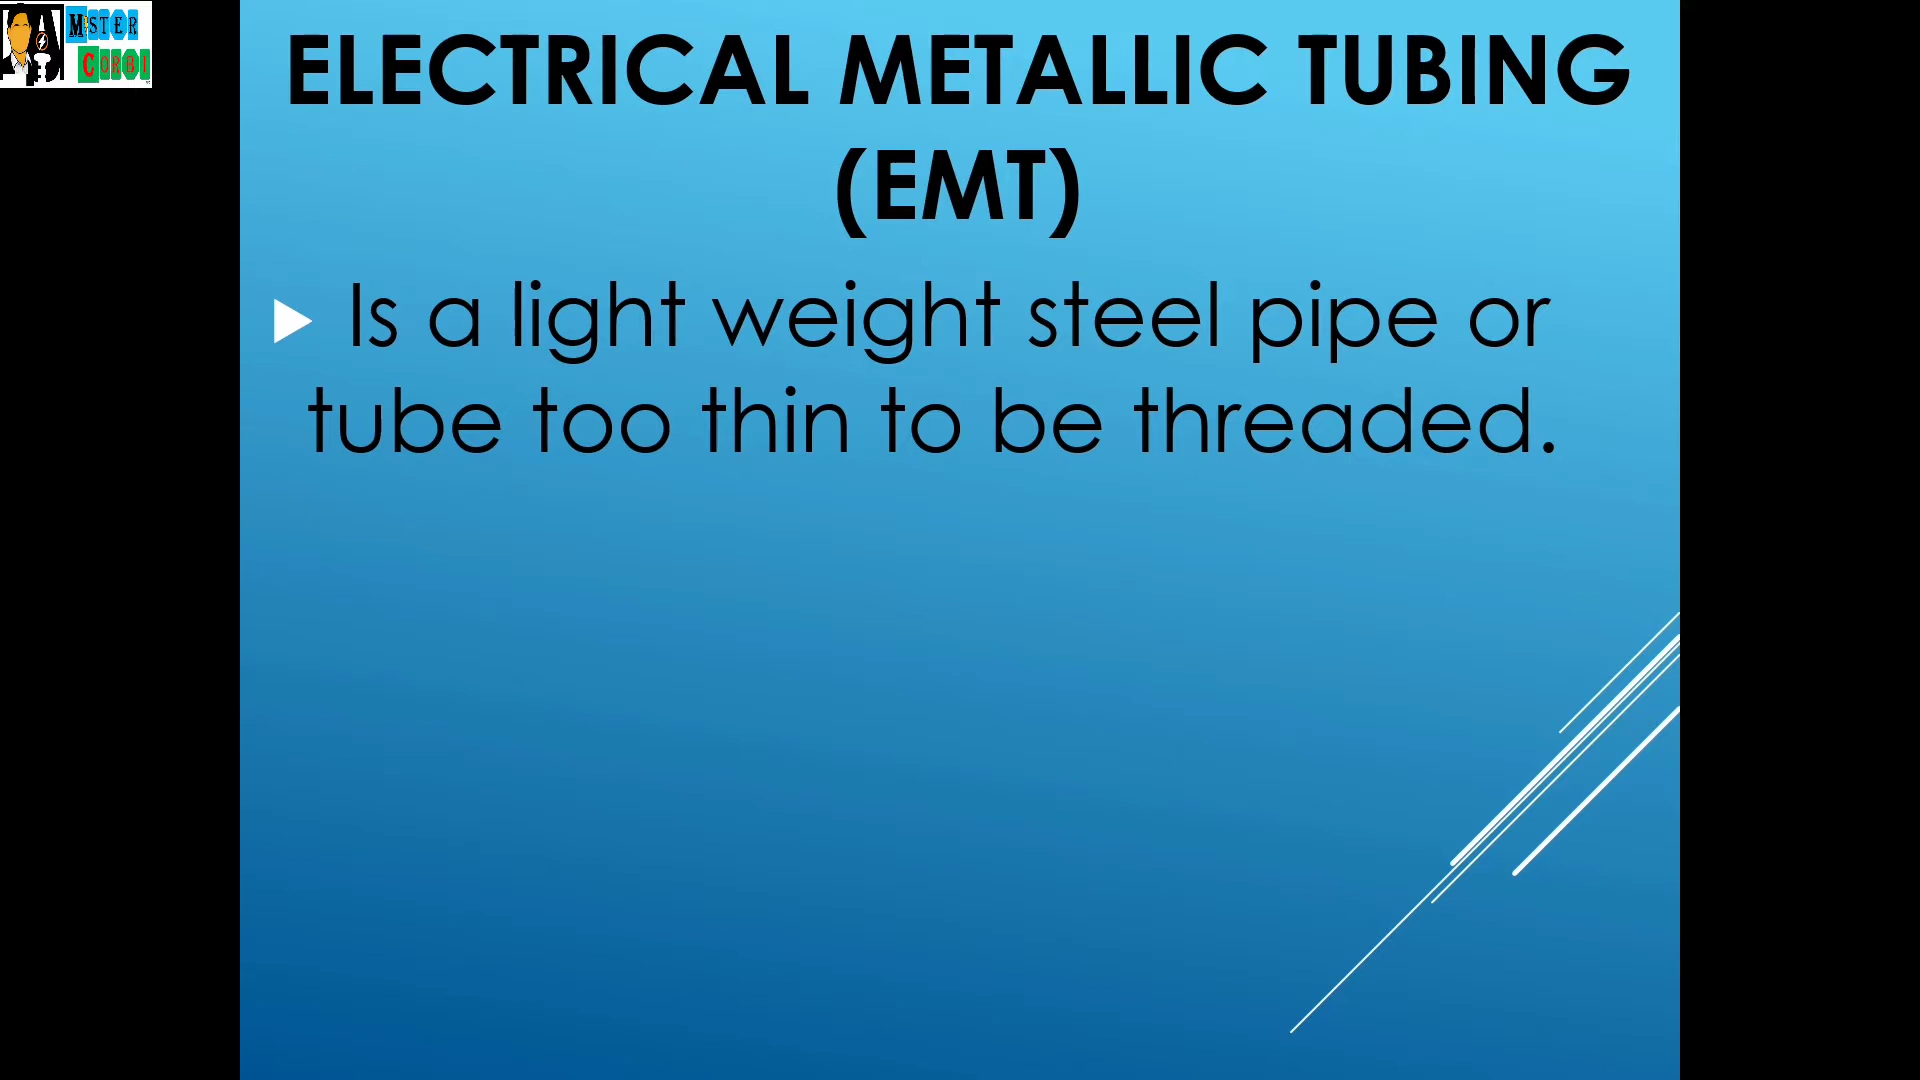 MISTER
CORBI
ELECTRICAL METALLIC TUBING
(EMT)
Is a light weight steel pipe or
tube too thin to be threaded.